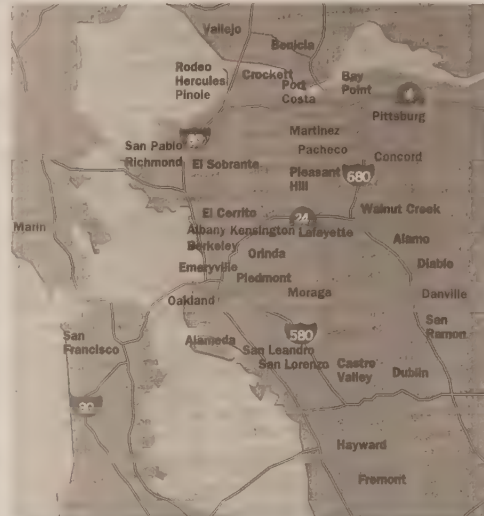 Vallejo
Benicia
Rodeo
Hercules
Pinole
Crockett
Port
Costa
Bay
Point
4
Pittsburg
Martinez
Pacheco
Concord
San Pablo
Richmond
El Sobrante
Pleasant
Hill
680
El Cerrito
24
Walnut Creek
Marin
Albany Kensington Lafayette
Berkeley
Orinda
Alamo
Emeryville
Diablo
Piedmont
Oakland
Moraga
Danville
San
Francisco
Alameda
580
San
Ramon
San Leandro
San Lorenzo
Castro
Valley
Dublin
Hayward
Fremont